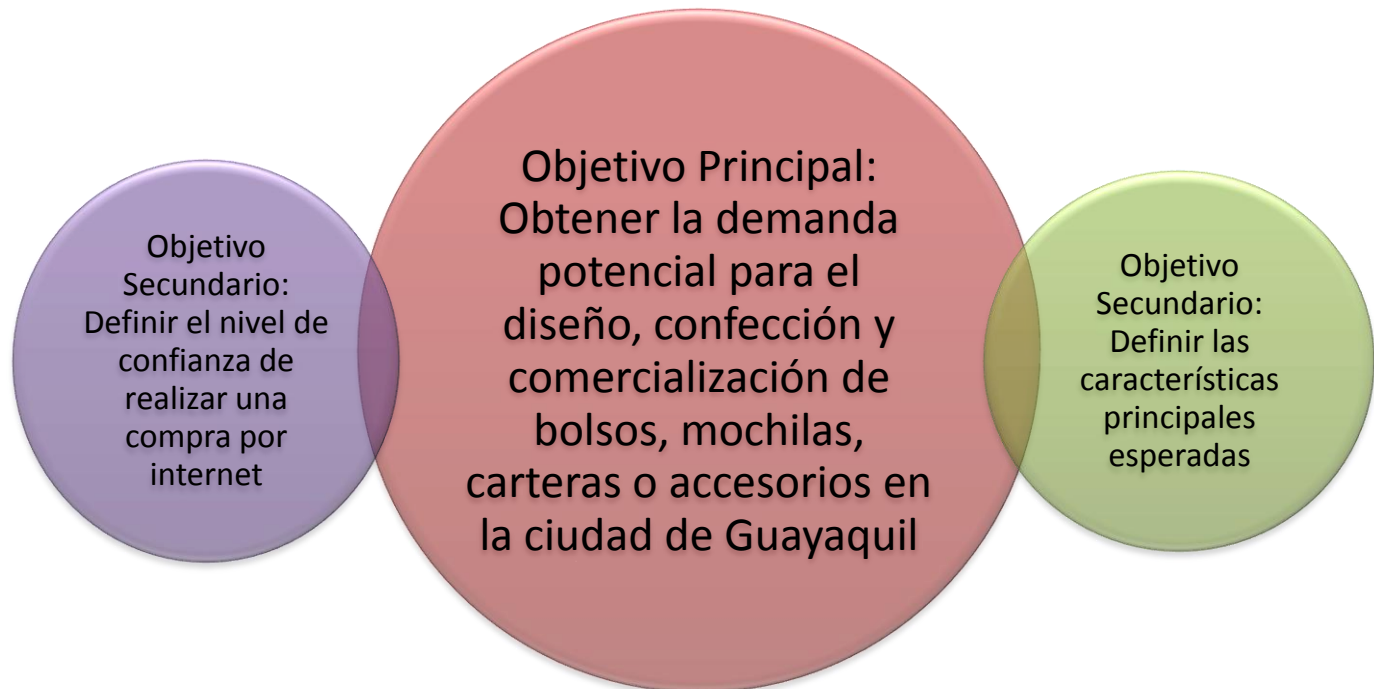 Objetivo
Secundario:
Definir el nivel de
confianza de
realizar una
compra por
internet
Objetivo Principal:
Obtener la demanda
potencial para el
diseño, confección y
comercialización de
bolsos, mochilas,
carteras o accesorios en
la ciudad de Guayaquil
Objetivo
Secundario:
Definir las
características
principales
esperadas